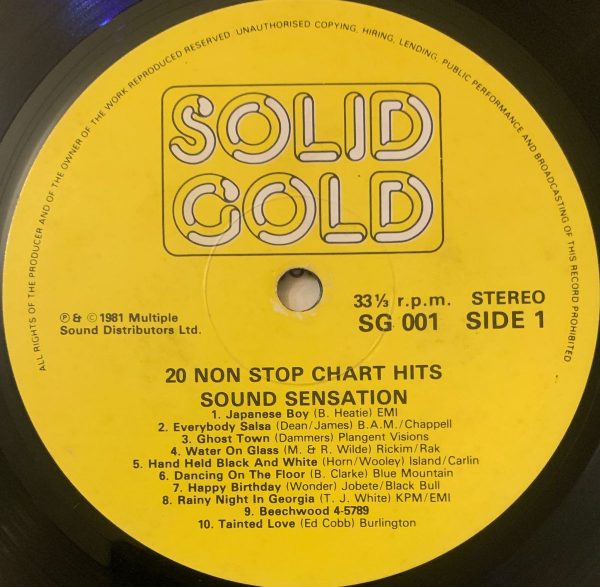 ALL RIGHTS OF THE PRODUCER AND OF THE OWNER OF THE WORK REPRODUCED RESERVED. UNAUTHORISED COPYING, HIRING, LENDING, PUBLIC PERFORMANCE AND BROADCASTING OF THIS RECORD PROHIBITED
SOLID
GOLD
33⅓ r.p.m. STEREO
SG 001 SIDE 1
℗ & © 1981 Multiple
Sound Distributors Ltd.
20 NON STOP CHART HITS
SOUND SENSATION
1. Japanese Boy (B. Heatie) EMI
2. Everybody Salsa (Dean/James) B.A.M./Chappell
3. Ghost Town (Dammers) Plangent Visions
4. Water On Glass (M. & R. Wilde) Rickim/Rak
5. Hand Held Black And White (Horn/Wooley) Island/Carlin
6. Dancing On The Floor (B. Clarke) Blue Mountain
7. Happy Birthday (Wonder) Jobete/Black Bull
8. Rainy Night In Georgia (T. J. White) KPM/EMI
9. Beechwood 4-5789
10. Tainted Love (Ed Cobb) Burlington